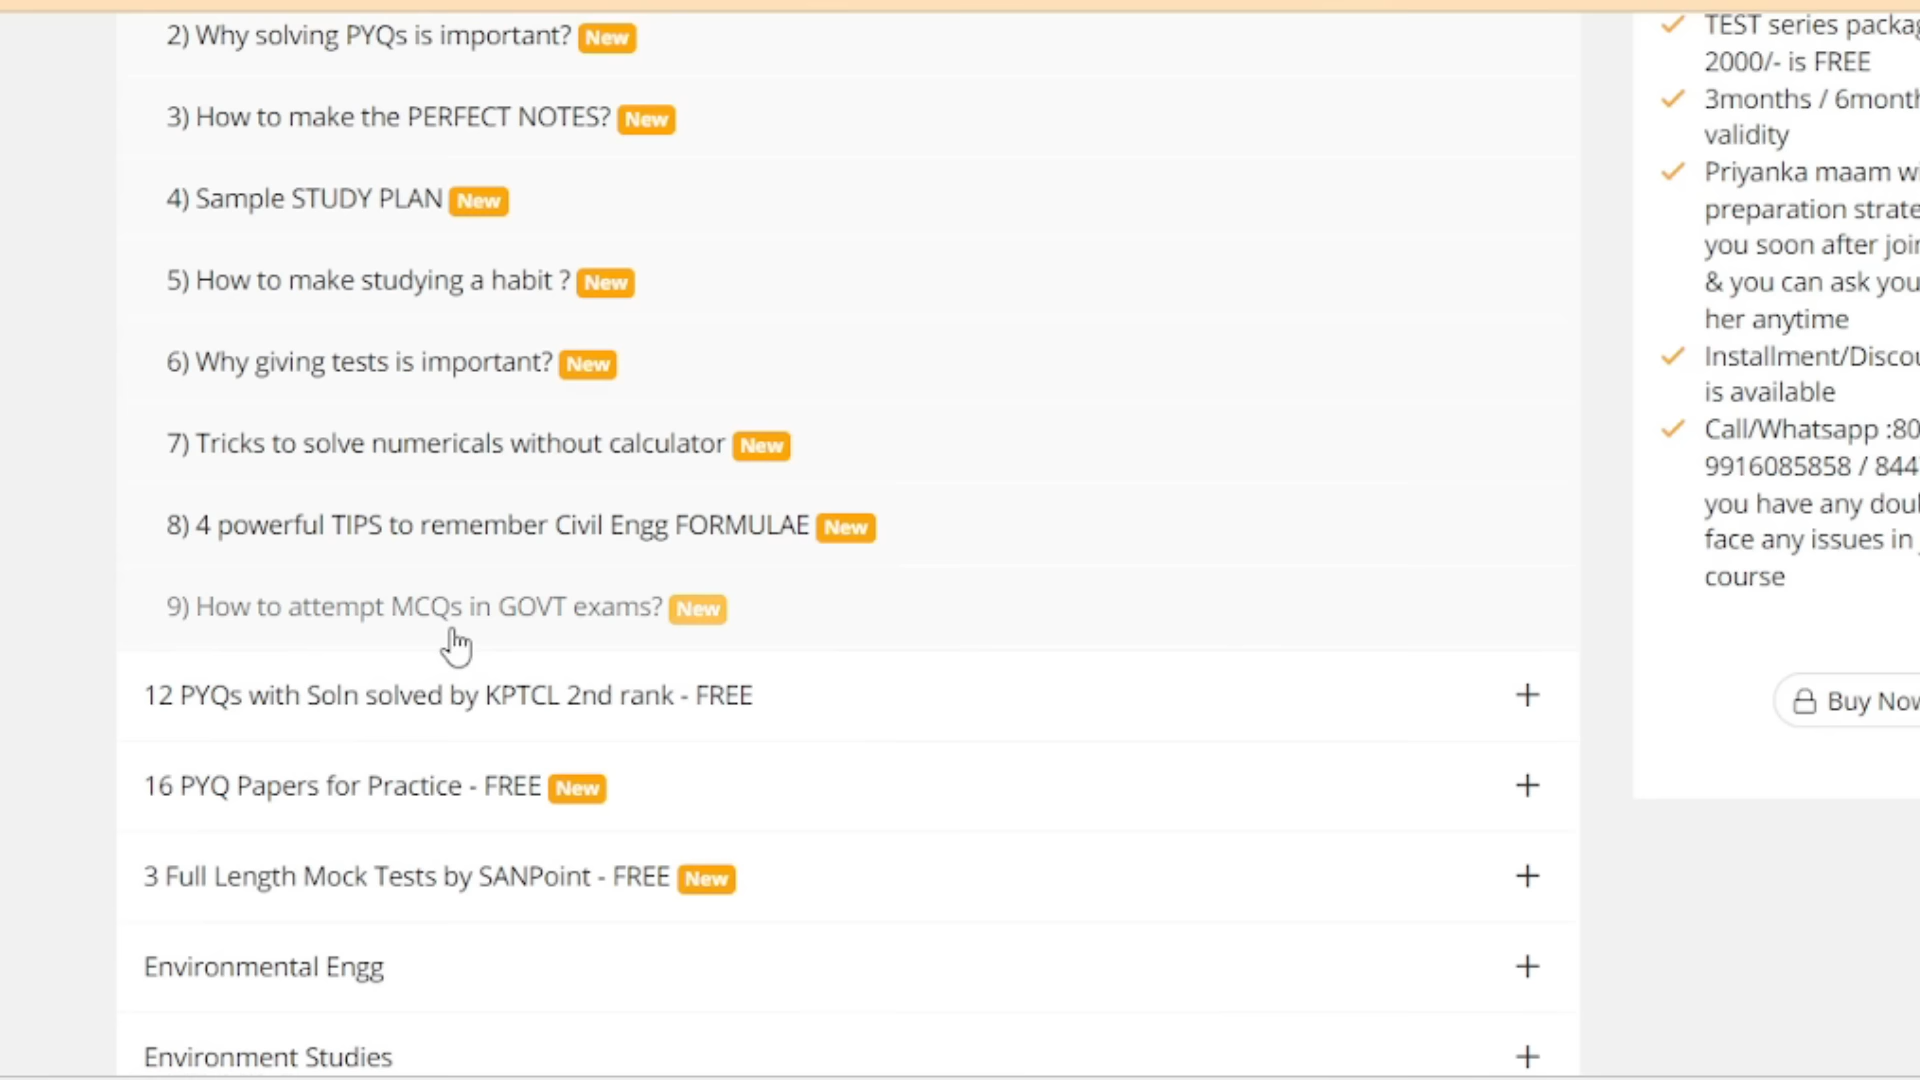 2) Why solving PYQs is important? New
3) How to make the PERFECT NOTES? New
4) Sample STUDY PLAN New
5) How to make studying a habit ? New
6) Why giving tests is important? New
7) Tricks to solve numericals without calculator New
8) 4 powerful TIPS to remember Civil Engg FORMULAE New
9) How to attempt MCQs in GOVT exams? New
12 PYQs with Soln solved by KPTCL 2nd rank - FREE
16 PYQ Papers for Practice - FREE New
3 Full Length Mock Tests by SANPoint - FREE New
Environmental Engg
Environment Studies
TEST series
2000/- is FREE
3months /
validity
Priyanka maam
preparation
you soon after
& you can ask
her anytime
is available
Call/Whatsapp :80
9916085858 / 844
you have any
face any issues in
course
Buy